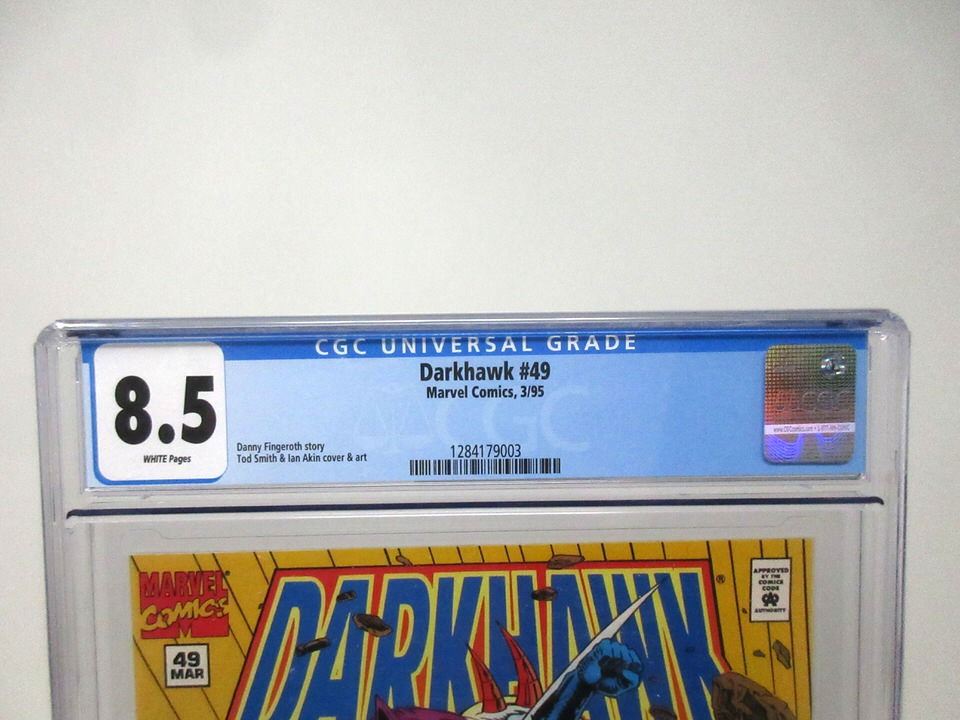 CGC UNIVERSAL GRADE
8.5
WHITE Pages
Darkhawk #49
Marvel Comics, 3/95
Danny Fingeroth story
Tod Smith & Ian Akin cover & art
1284179003
CGC
MARVEL
COMICS
M
49
MAR
DARKHAWK
®
APPROVED
BY THE
COMICS
CODE
AUTHORITY